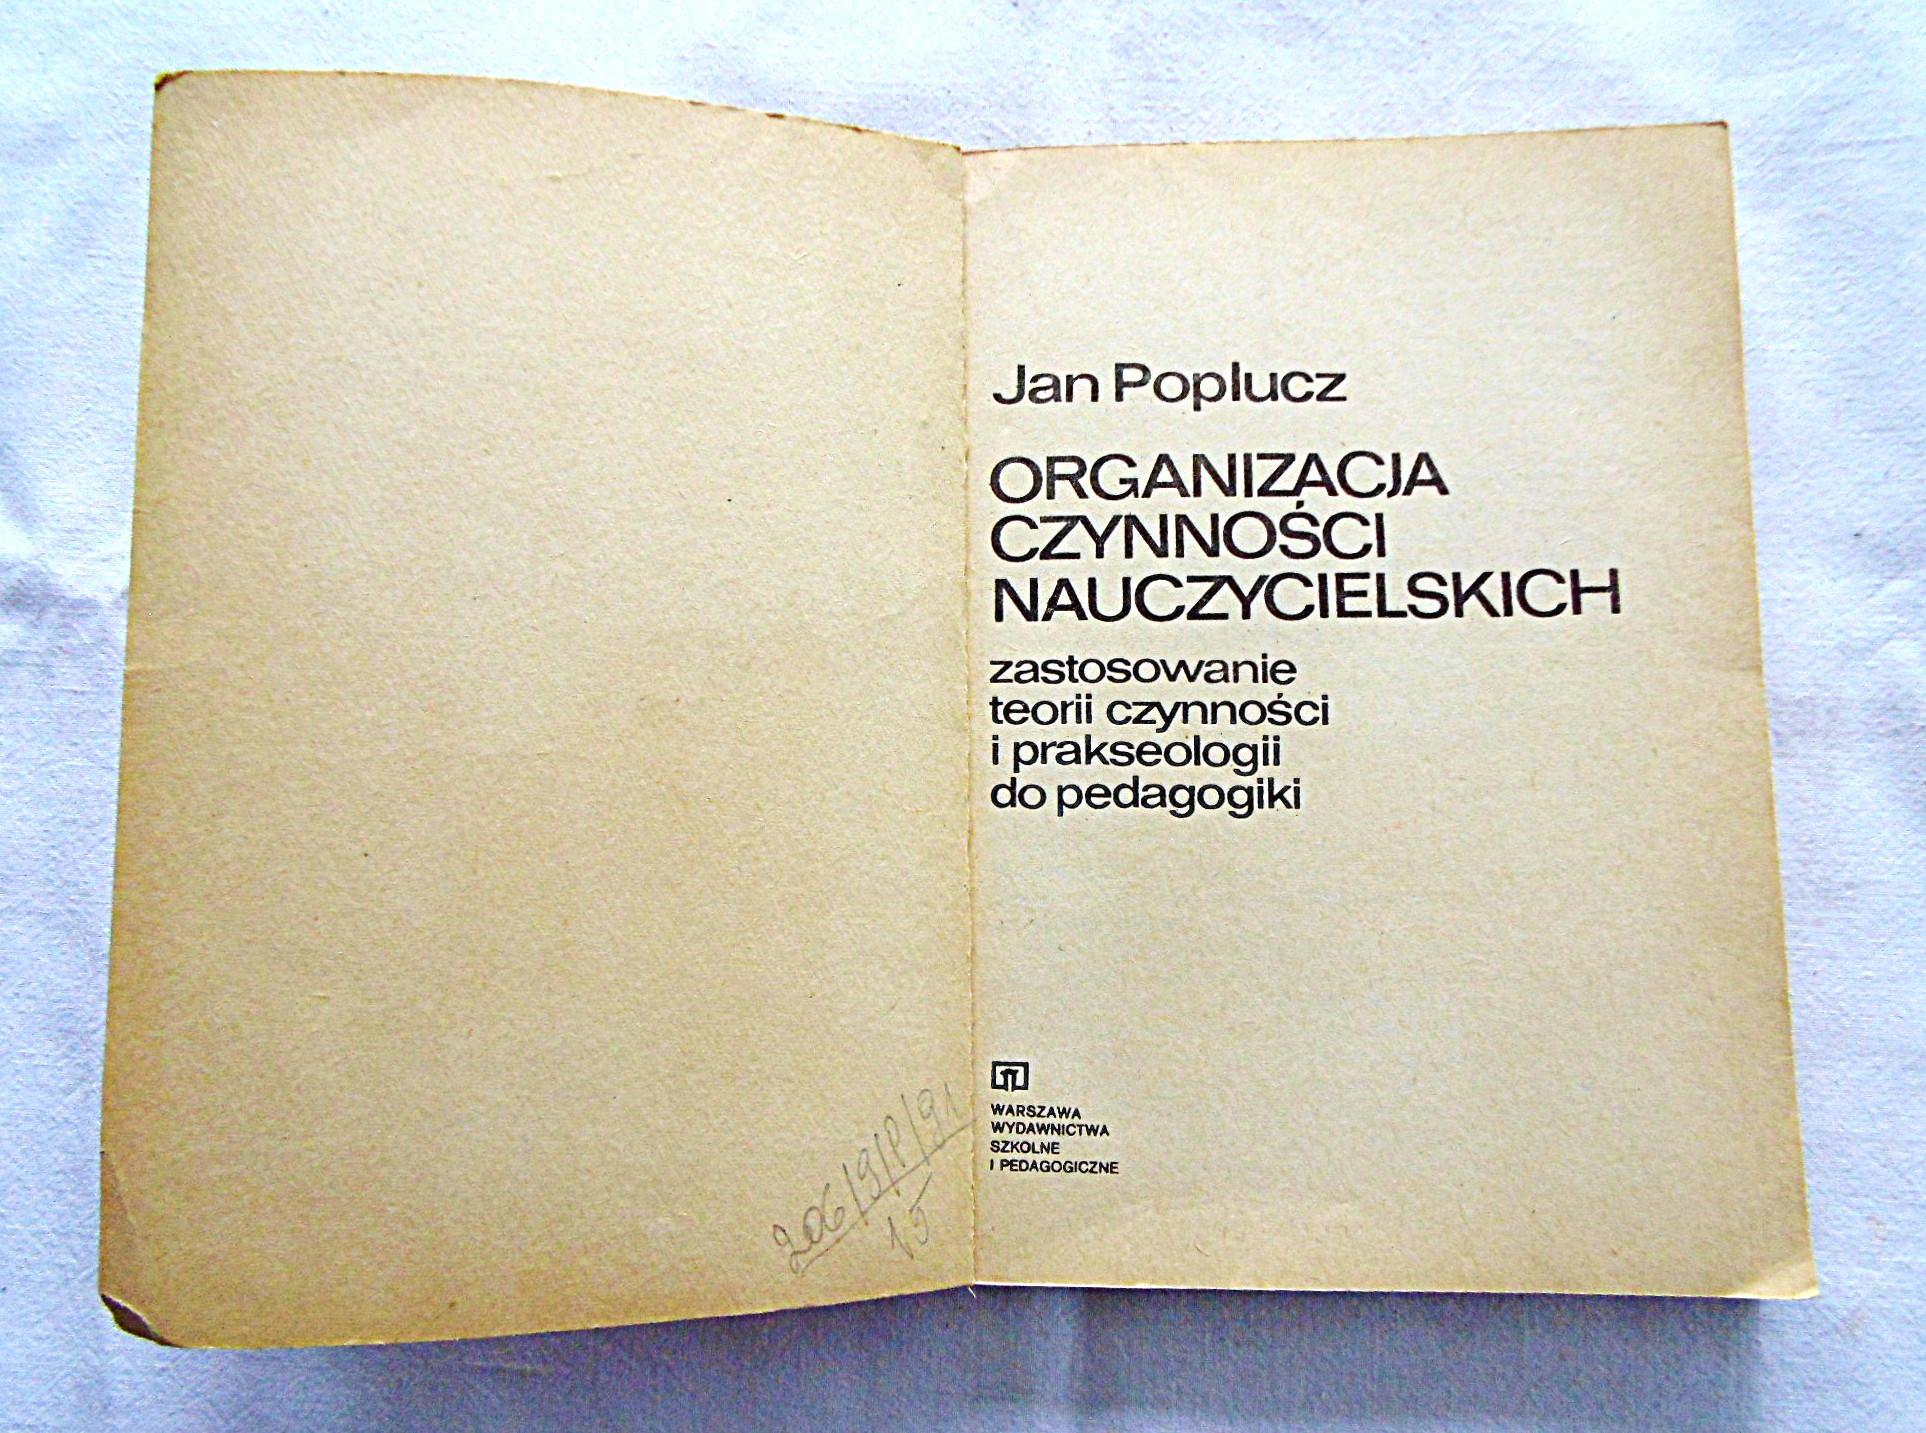 Jan Poplucz
ORGANIZACJA
CZYNNOŚCI
NAUCZYCIELSKICH
zastosowanie
teorii czynności
i prakseologii
do pedagogiki
WARSZAWA
WYDAWNICTWA
SZKOLNE
I PEDAGOGICZNE
206/9/P/91
15